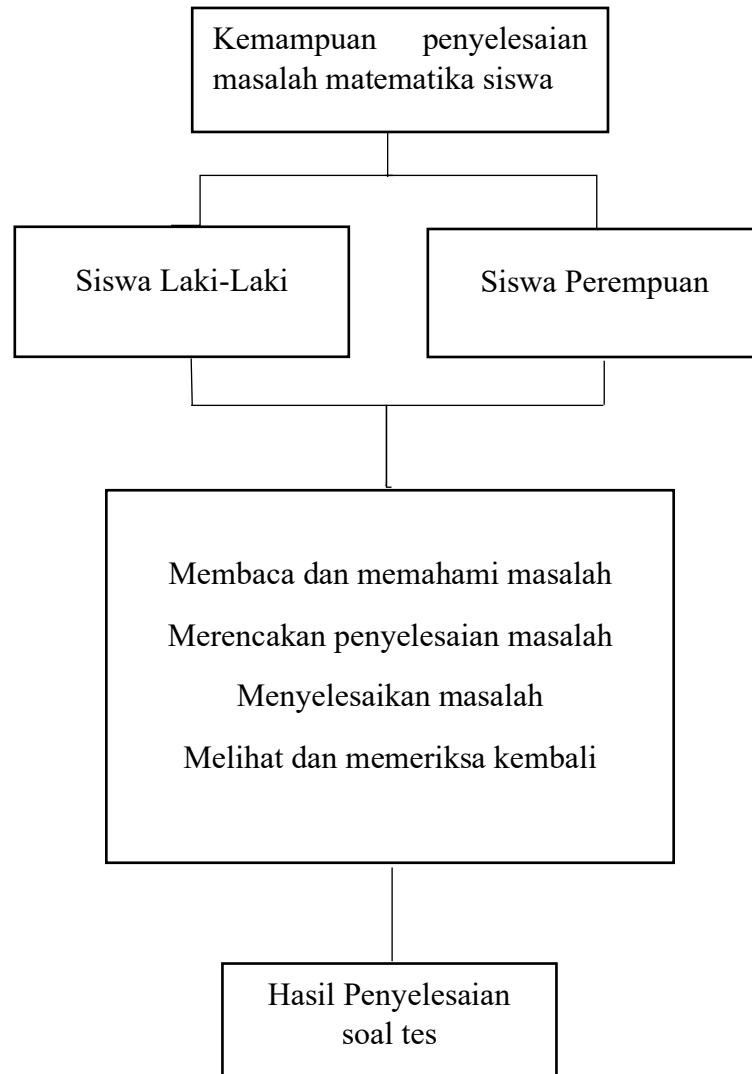 Kemampuan penyelesaian
masalah matematika siswa
Siswa Laki-Laki
Siswa Perempuan
Membaca dan memahami masalah
Merencakan penyelesaian masalah
Menyelesaikan masalah
Melihat dan memeriksa kembali
Hasil Penyelesaian
soal tes